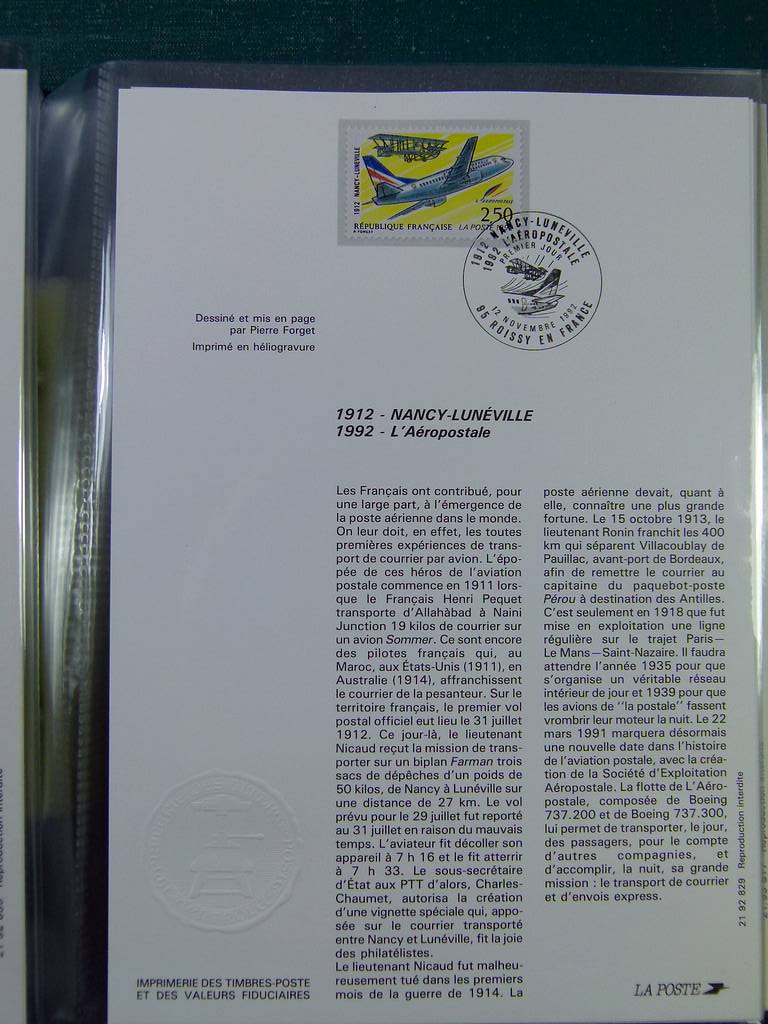 1912 NANCY-LUNEVILLE
2,50
RÉPUBLIQUE FRANÇAISE LA POSTE
P. FORGET
1912 NANCY-LUNEVILLE
1992 L'AÉROPOSTALE
PREMIER JOUR
12 NOVEMBRE 1992
95 ROISSY EN FRANCE
Dessiné et mis en page
par Pierre Forget
Imprimé en héliogravure
1912 - NANCY-LUNÉVILLE
1992 - L'Aéropostale
Les Français ont contribué, pour
une large part, à l'émergence de
la poste aérienne dans le monde.
On leur doit, en effet, les toutes
premières expériences de trans-
port de courrier par avion. L'épo-
pée de ces héros de l'aviation
postale commence en 1911 lors-
que le Français Henri Pequet
transporte d'Allahàbad à Naini
Junction 19 kilos de courrier sur
un avion Sommer. Ce sont encore
des pilotes français qui, au
Maroc, aux États-Unis (1911), en
Australie (1914), affranchissent
le courrier de la pesanteur. Sur le
territoire français, le premier vol
postal officiel eut lieu le 31 juillet
1912. Ce jour-là, le lieutenant
Nicaud reçut la mission de trans-
porter sur un biplan Farman trois
sacs de dépêches d'un poids de
50 kilos, de Nancy à Lunéville sur
une distance de 27 km. Le vol
prévu pour le 29 juillet fut reporté
au 31 juillet en raison du mauvais
temps. L'aviateur fit décoller son
appareil à 7 h 16 et le fit atterrir
à 7 h 33. Le sous-secrétaire
d'État aux PTT d'alors, Charles-
Chaumet, autorisa la création
d'une vignette spéciale qui, appo-
sée sur le courrier transporté
entre Nancy et Lunéville, fit la joie
des philatélistes.
Le lieutenant Nicaud fut malheu-
reusement tué dans les premiers
mois de la guerre de 1914. La
poste aérienne devait, quant à
elle, connaître une plus grande
fortune. Le 15 octobre 1913, le
lieutenant Ronin franchit les 400
km qui séparent Villacoublay de
Pauillac, avant-port de Bordeaux,
afin de remettre le courrier au
capitaine du paquebot-poste
Pérou à destination des Antilles.
C'est seulement en 1918 que fut
mise en exploitation une ligne
régulière sur le trajet Paris—
Le Mans—Saint-Nazaire. Il faudra
attendre l'année 1935 pour que
s'organise un véritable réseau
intérieur de jour et 1939 pour que
les avions de "la postale" fassent
vrombrir leur moteur la nuit. Le 22
mars 1991 marquera désormais
une nouvelle date dans l'histoire
de l'aviation postale, avec la créa-
tion de la Société d'Exploitation
Aéropostale. La flotte de L'Aéro-
postale, composée de Boeing
737.200 et de Boeing 737.300,
lui permet de transporter, le jour,
des passagers, pour le compte
d'autres compagnies, et
d'accomplir, la nuit, sa grande
mission : le transport de courrier
et d'envois express.
21 92 829 Reproduction interdite
IMPRIMERIE DES TIMBRES-POSTE
ET DES VALEURS FIDUCIAIRES
LA POSTE